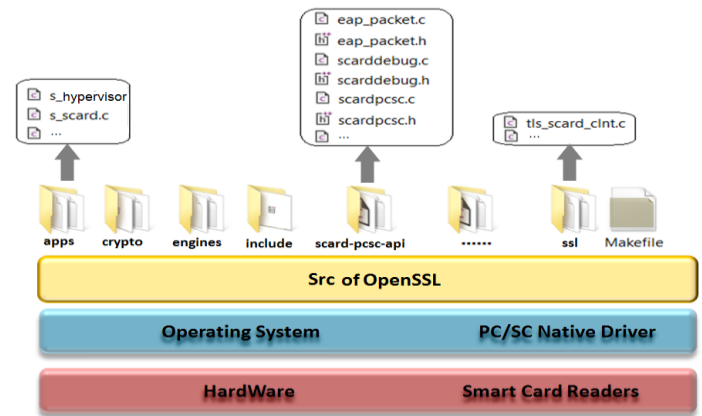 eap_packet.c
eap_packet.h
scarddebug.c
scarddebug.h
scardpcsc.c
scardpcsc.h
...
s_hypervisor
s_scard.c
...
tls_scard_clnt.c
...
apps crypto engines include scard-pcsc-api ...... ssl Makefile
Src of OpenSSL
Operating System PC/SC Native Driver
HardWare Smart Card Readers